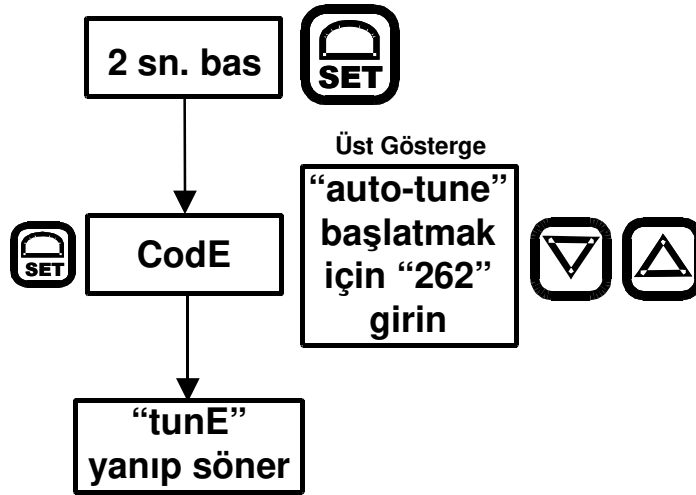 2 sn. bas
SET
Üst Gösterge
“auto-tune”
başlatmak
için “262”
girin
SET
CodE
“tunE”
yanıp söner